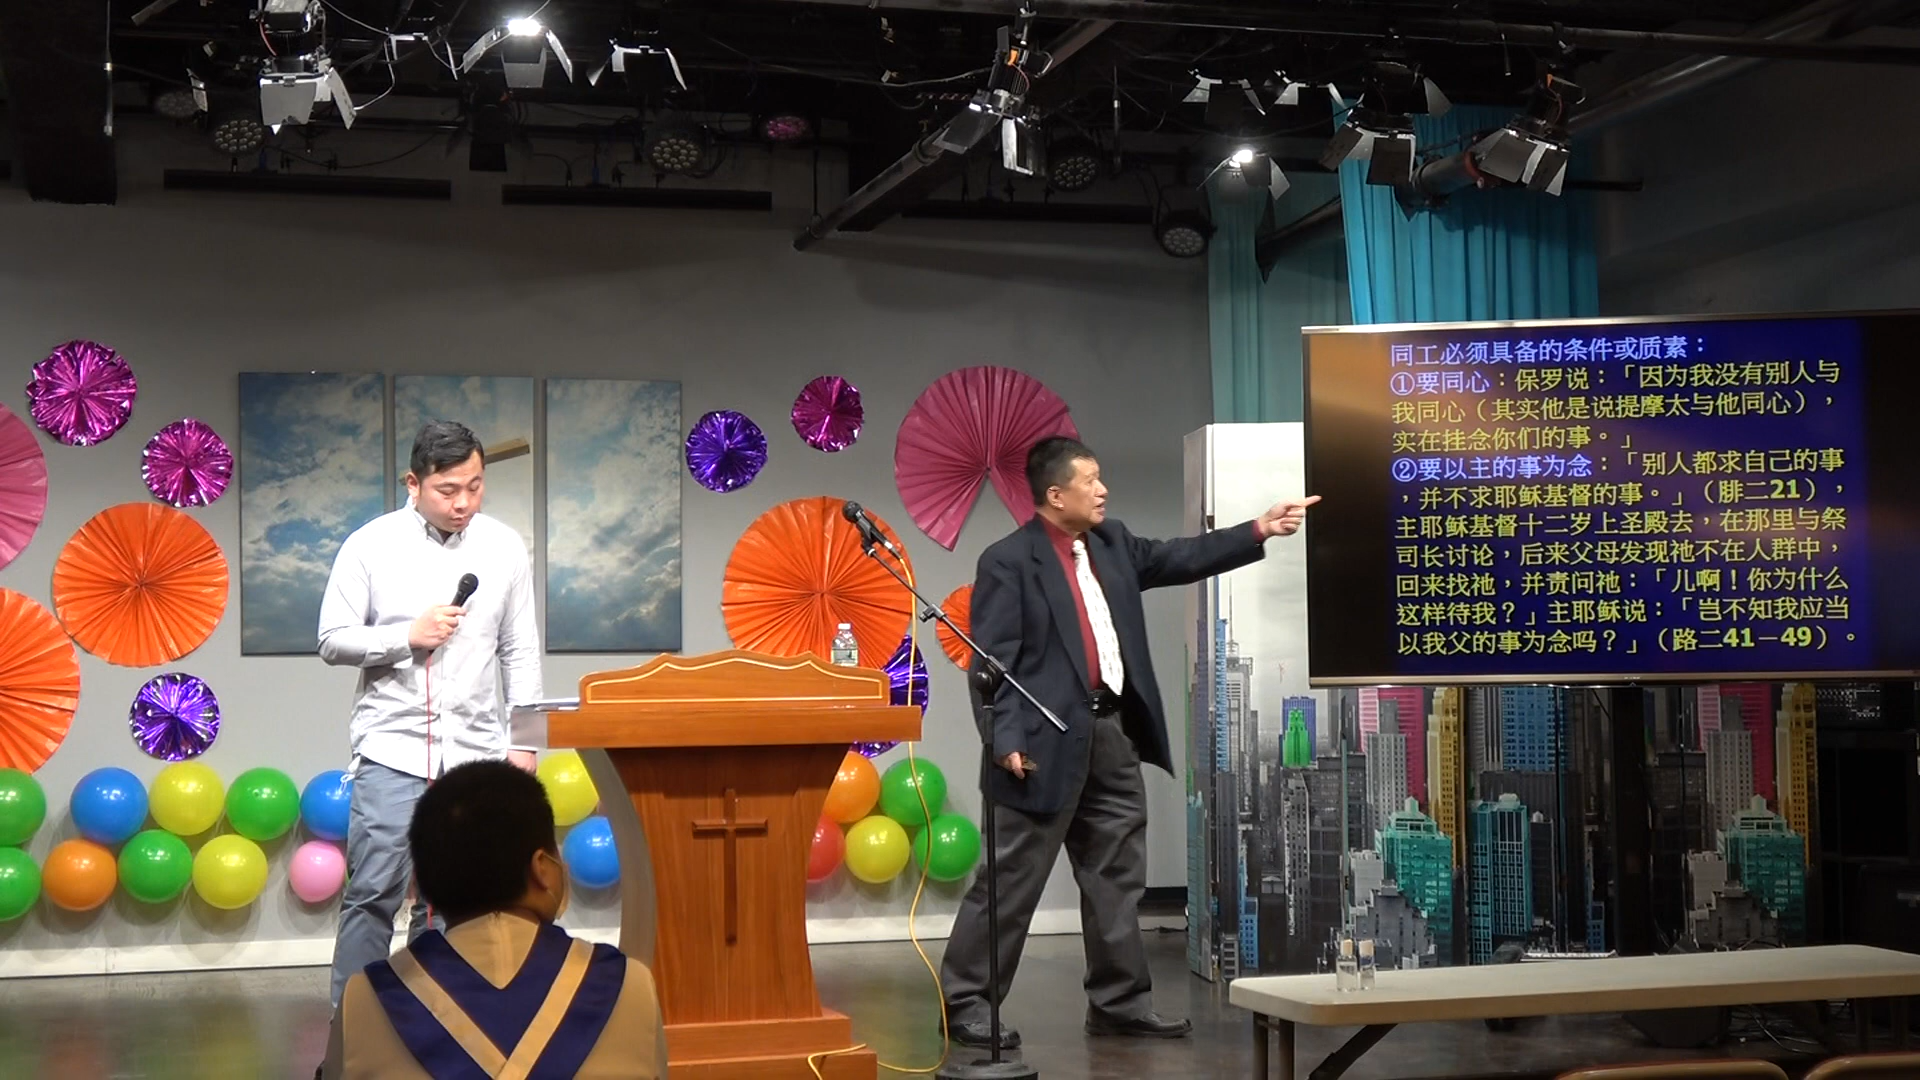 同工必须具备的条件或质素：
①要同心：保罗说：「因为我没有别人与
我同心（其实他是说提摩太与他同心），
实在挂念你们的事。」
②要以主的事为念：「别人都求自己的事
，并不求耶稣基督的事。」（腓二21），
主耶稣基督十二岁上圣殿去，在那里与祭
司长讨论，后来父母发现祂不在人群中，
回来找祂，并责问祂：「儿啊！你为什么
这样待我？」主耶稣说：「岂不知我应当
以我父的事为念吗？」（路二41－49）。